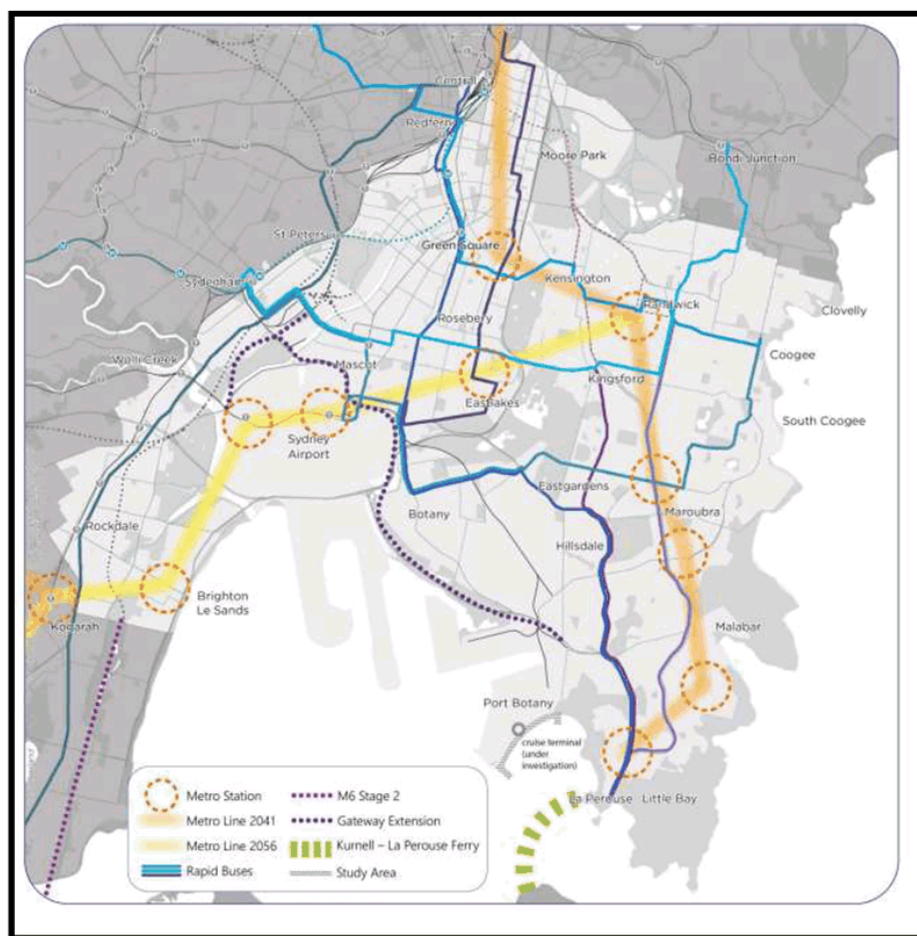 Central
Redfern
Moore Park
Bondi Junction
St Peters
Green Square
Sydenham
Kensington
Randwick
Clovelly
Rosebery
Wolli Creek
Mascot
Coogee
Kingsford
Eastlakes
South Coogee
Sydney
Airport
Eastgardens
Botany
Maroubra
Rockdale
Hillsdale
Brighton
Le Sands
Kogarah
Malabar
Port Botany
cruise terminal
(under
investigation)
La Perouse
Little Bay
Metro Station
Metro Line 2041
Metro Line 2056
Rapid Buses
M6 Stage 2
Gateway Extension
Kurnell – La Perouse Ferry
Study Area